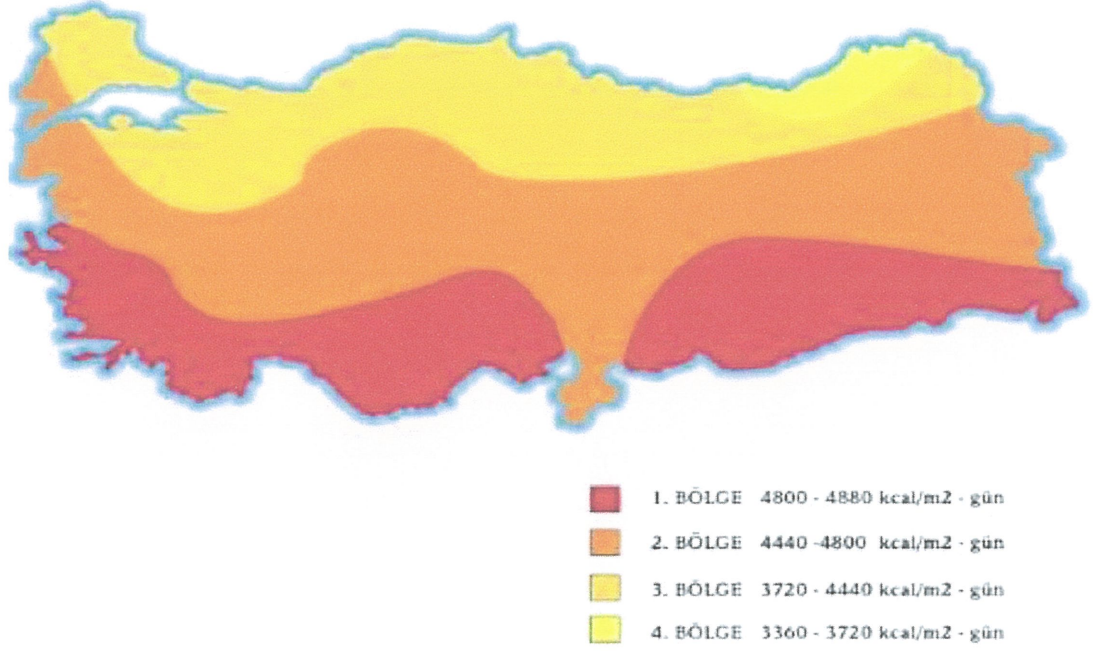 1. BÖLGE 4800 - 4880 kcal/m2 - gün
2. BÖLGE 4440 -4800 kcal/m2 - gün
3. BÖLGE 3720 - 4440 kcal/m2 - gün
4. BÖLGE 3360 - 3720 kcal/m2 - gün